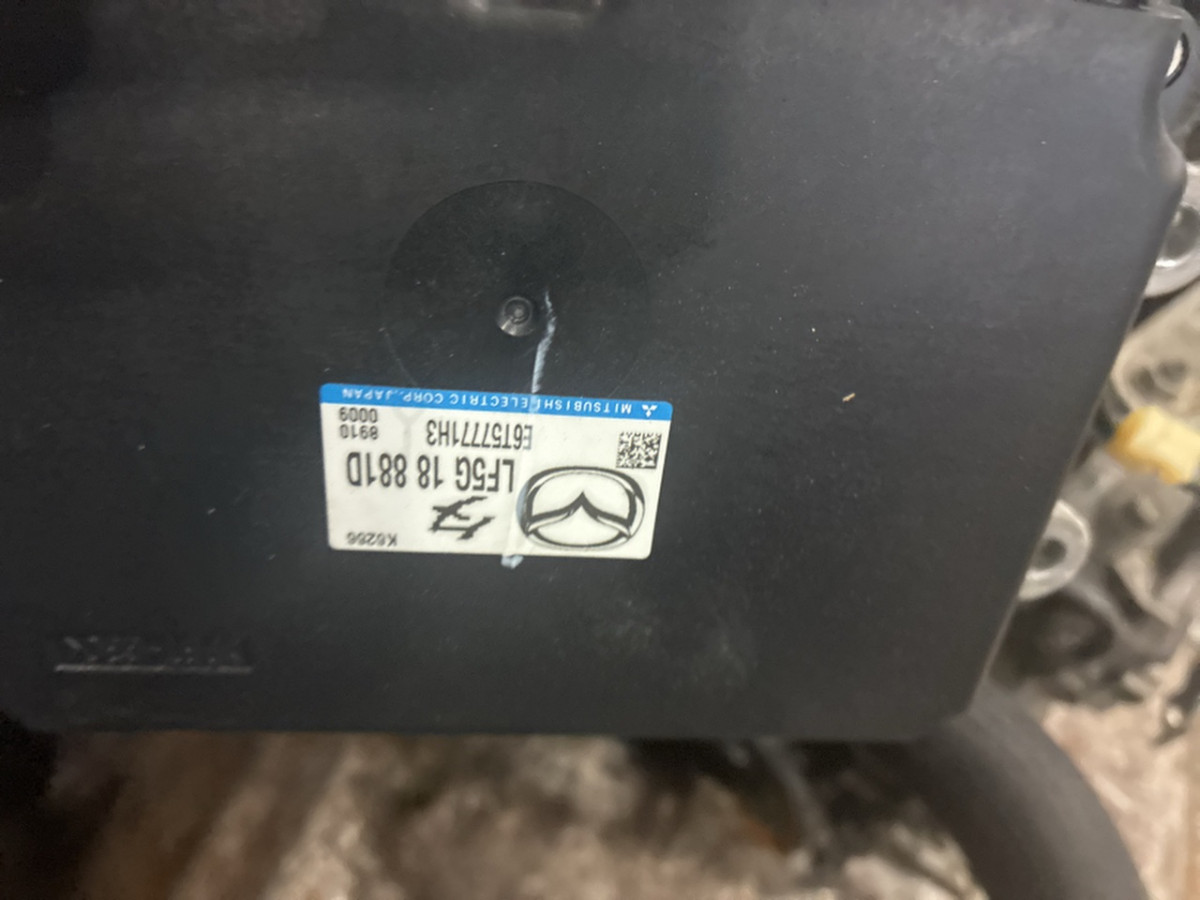 MITSUBISHI ELECTRIC CORP. JAPAN
E6T57771H3
8910
0009
LF5G 18 881D
K6266